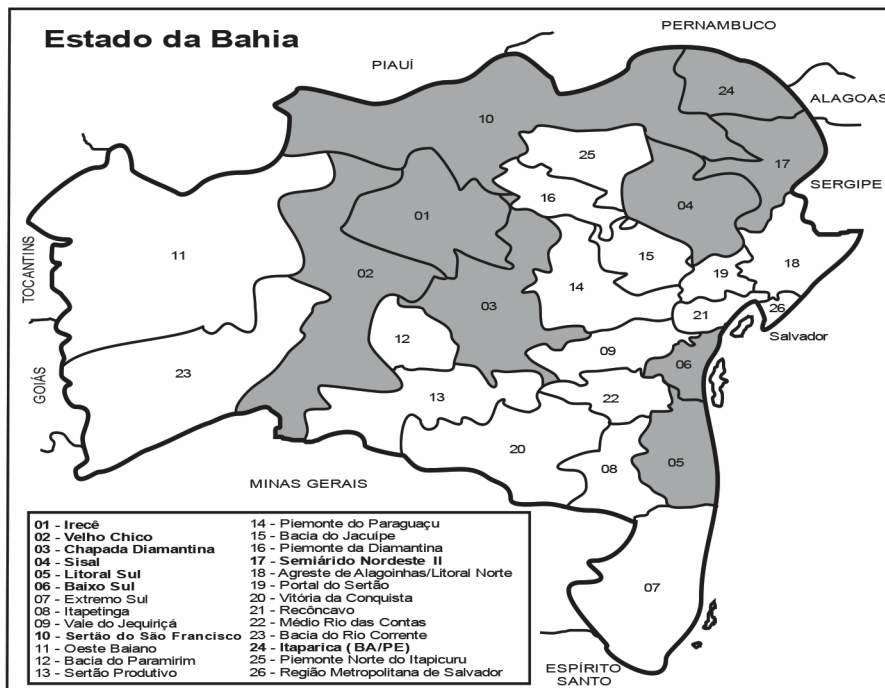 Estado da Bahia
PERNAMBUCO
PIAUÍ
ALAGOAS
SERGIPE
TOCANTINS
GOIÁS
MINAS GERAIS
ESPÍRITO
SANTO
Salvador
24
10
25
17
16
04
01
11
02
15
19
18
14
03
26
21
12
09
06
23
13
22
20
08
05
07
01 - Irecê
02 - Velho Chico
03 - Chapada Diamantina
04 - Sisal
05 - Litoral Sul
06 - Baixo Sul
07 - Extremo Sul
08 - Itapetinga
09 - Vale do Jequiriçá
10 - Sertão do São Francisco
11 - Oeste Baiano
12 - Bacia do Paramirim
13 - Sertão Produtivo
14 - Piemonte do Paraguaçu
15 - Bacia do Jacuípe
16 - Piemonte da Diamantina
17 - Semiárido Nordeste II
18 - Agreste de Alagoinhas/Litoral Norte
19 - Portal do Sertão
20 - Vitória da Conquista
21 - Recôncavo
22 - Médio Rio das Contas
23 - Bacia do Rio Corrente
24 - Itaparica (BA/PE)
25 - Piemonte Norte do Itapicuru
26 - Região Metropolitana de Salvador